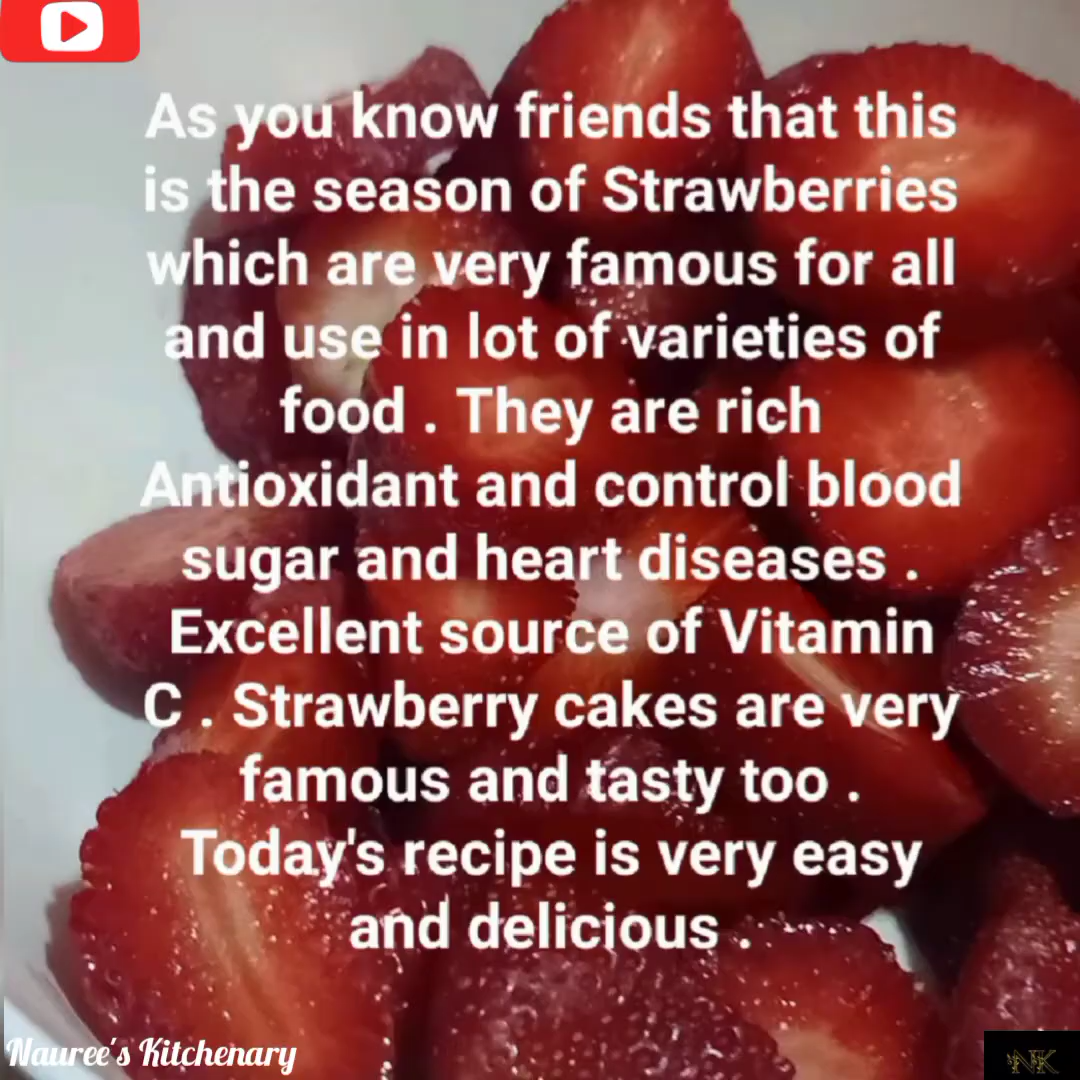 As you know friends that this
is the season of Strawberries
which are very famous for all
and use in lot of varieties of
food . They are rich
Antioxidant and control blood
sugar and heart diseases .
Excellent source of Vitamin
C . Strawberry cakes are very
famous and tasty too .
Today's recipe is very easy
and delicious .
Nauree's Kitchenary
NK